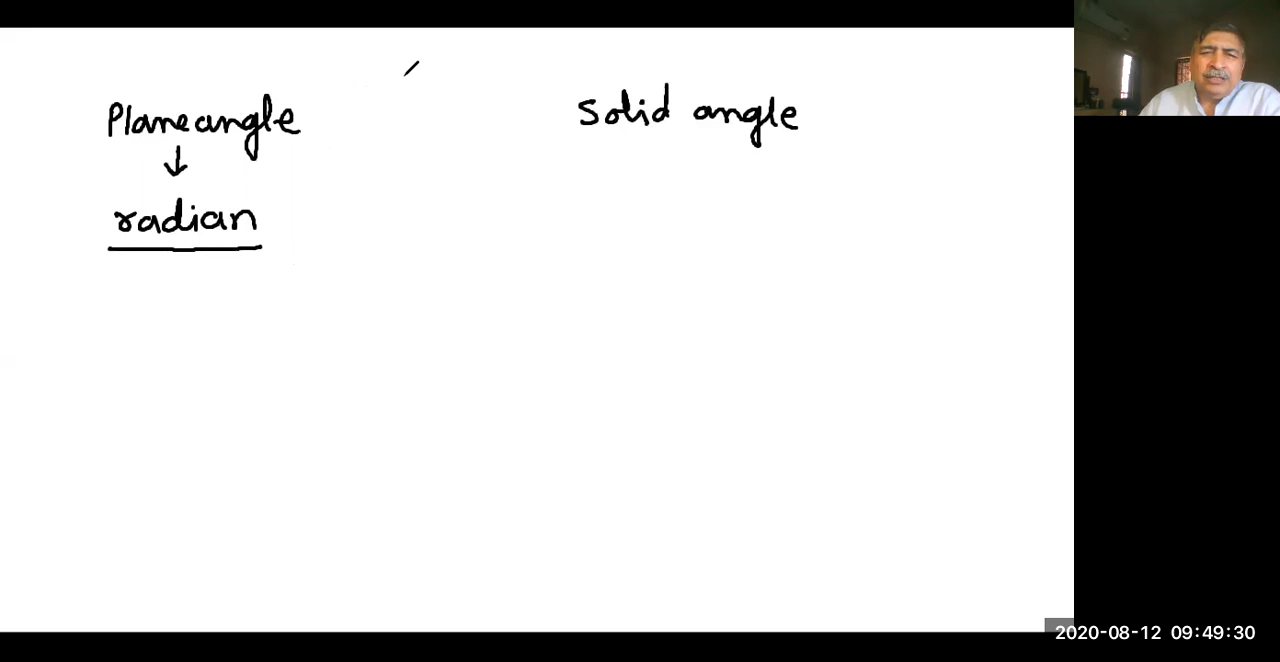 Plane angle
Solid angle
↓
radian
2020-08-12 09:49:30